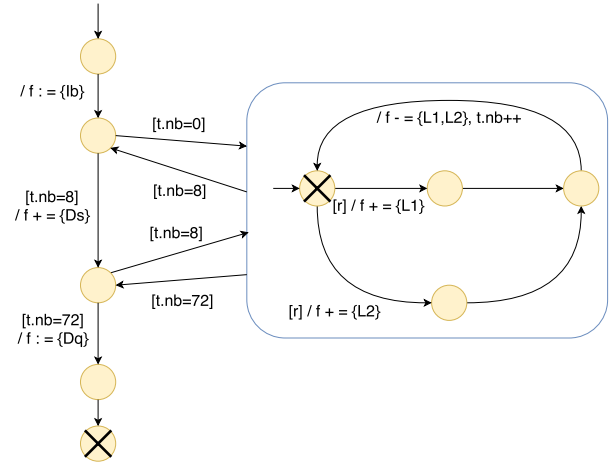 / f : = {Ib}
[t.nb=0]
/ f - = {L1,L2}, t.nb++
[t.nb=8]
[r] / f + = {L1}
[t.nb=8]
/ f + = {Ds}
[t.nb=8]
[t.nb=72]
[r] / f + = {L2}
[t.nb=72]
/ f : = {Dq}